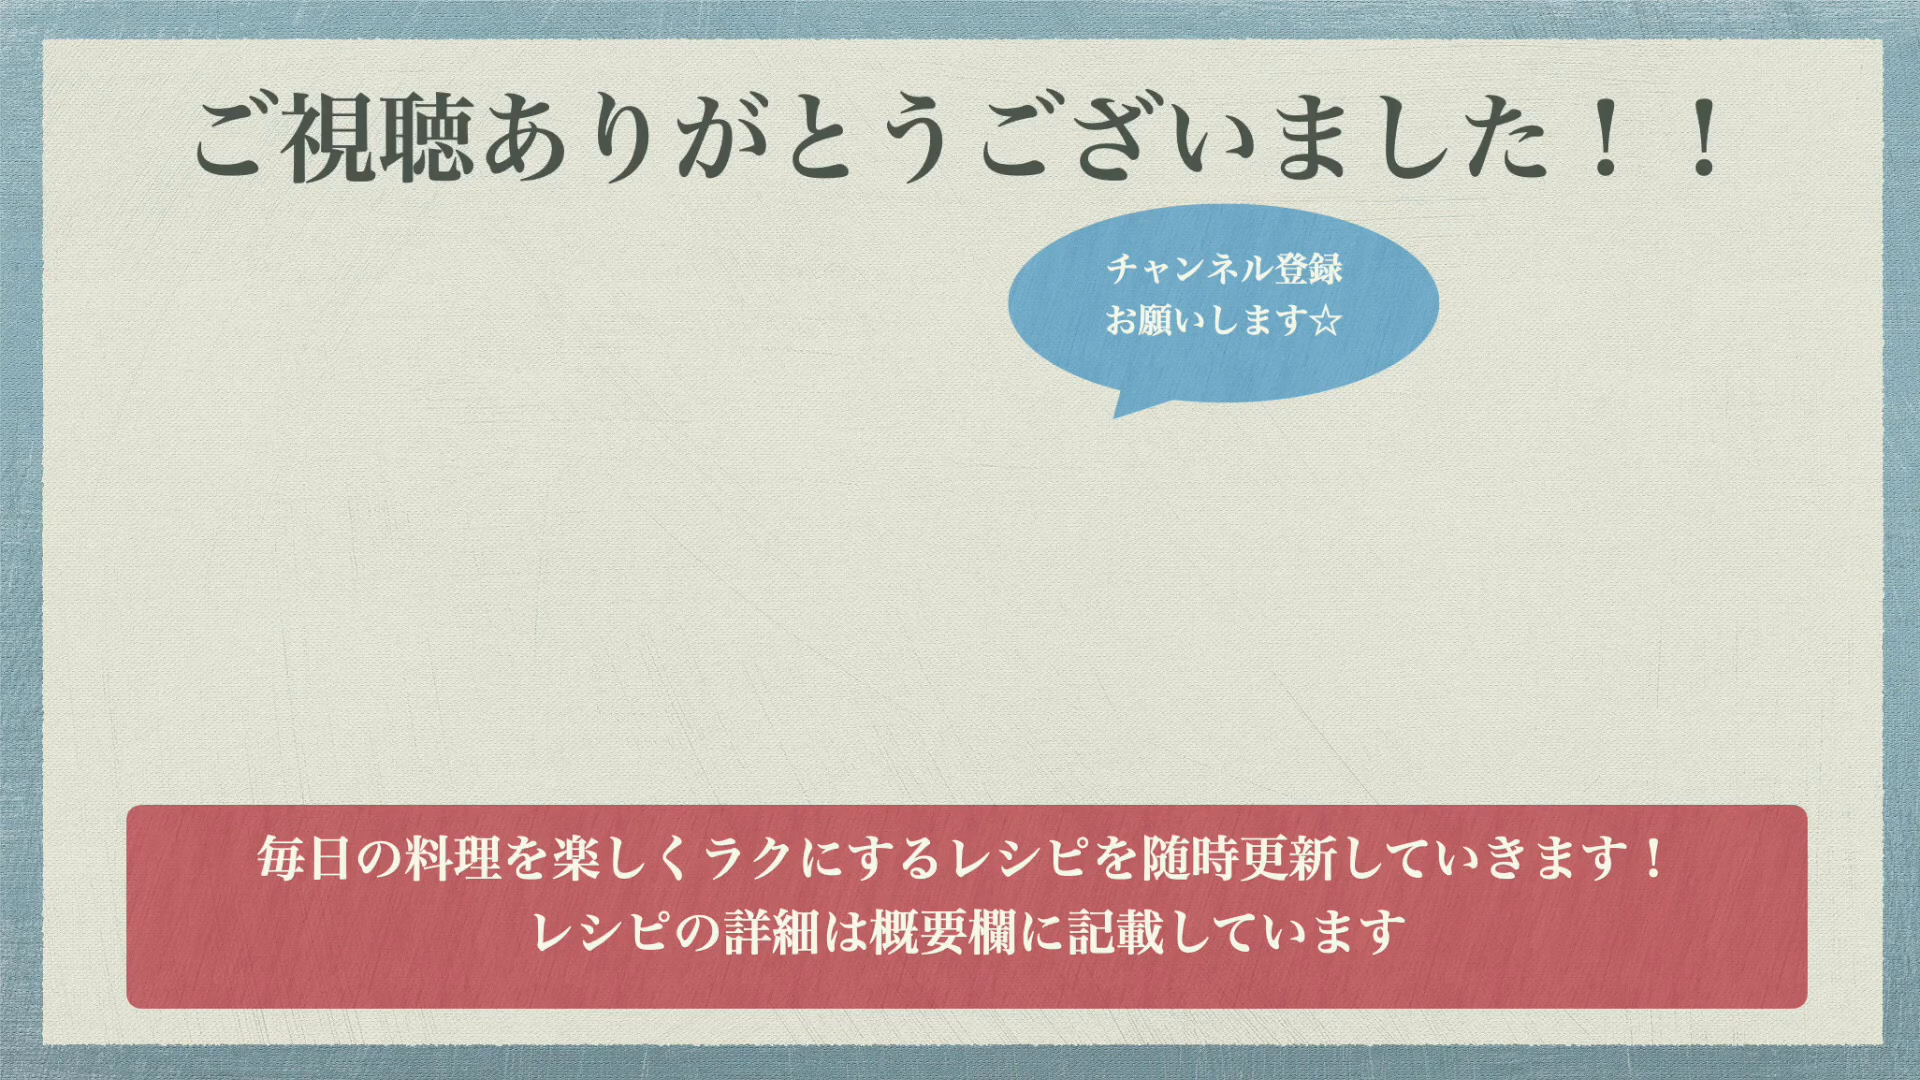 ご視聴ありがとうございました！！
チャンネル登録
お願いします☆
毎日の料理を楽しくラクにするレシピを随時更新していきます！
レシピの詳細は概要欄に記載しています